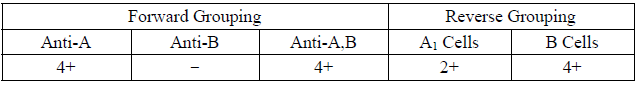 Forward Grouping Reverse Grouping
Anti-A Anti-B Anti-A,B A1 Cells B Cells
4+ – 4+ 2+ 4+